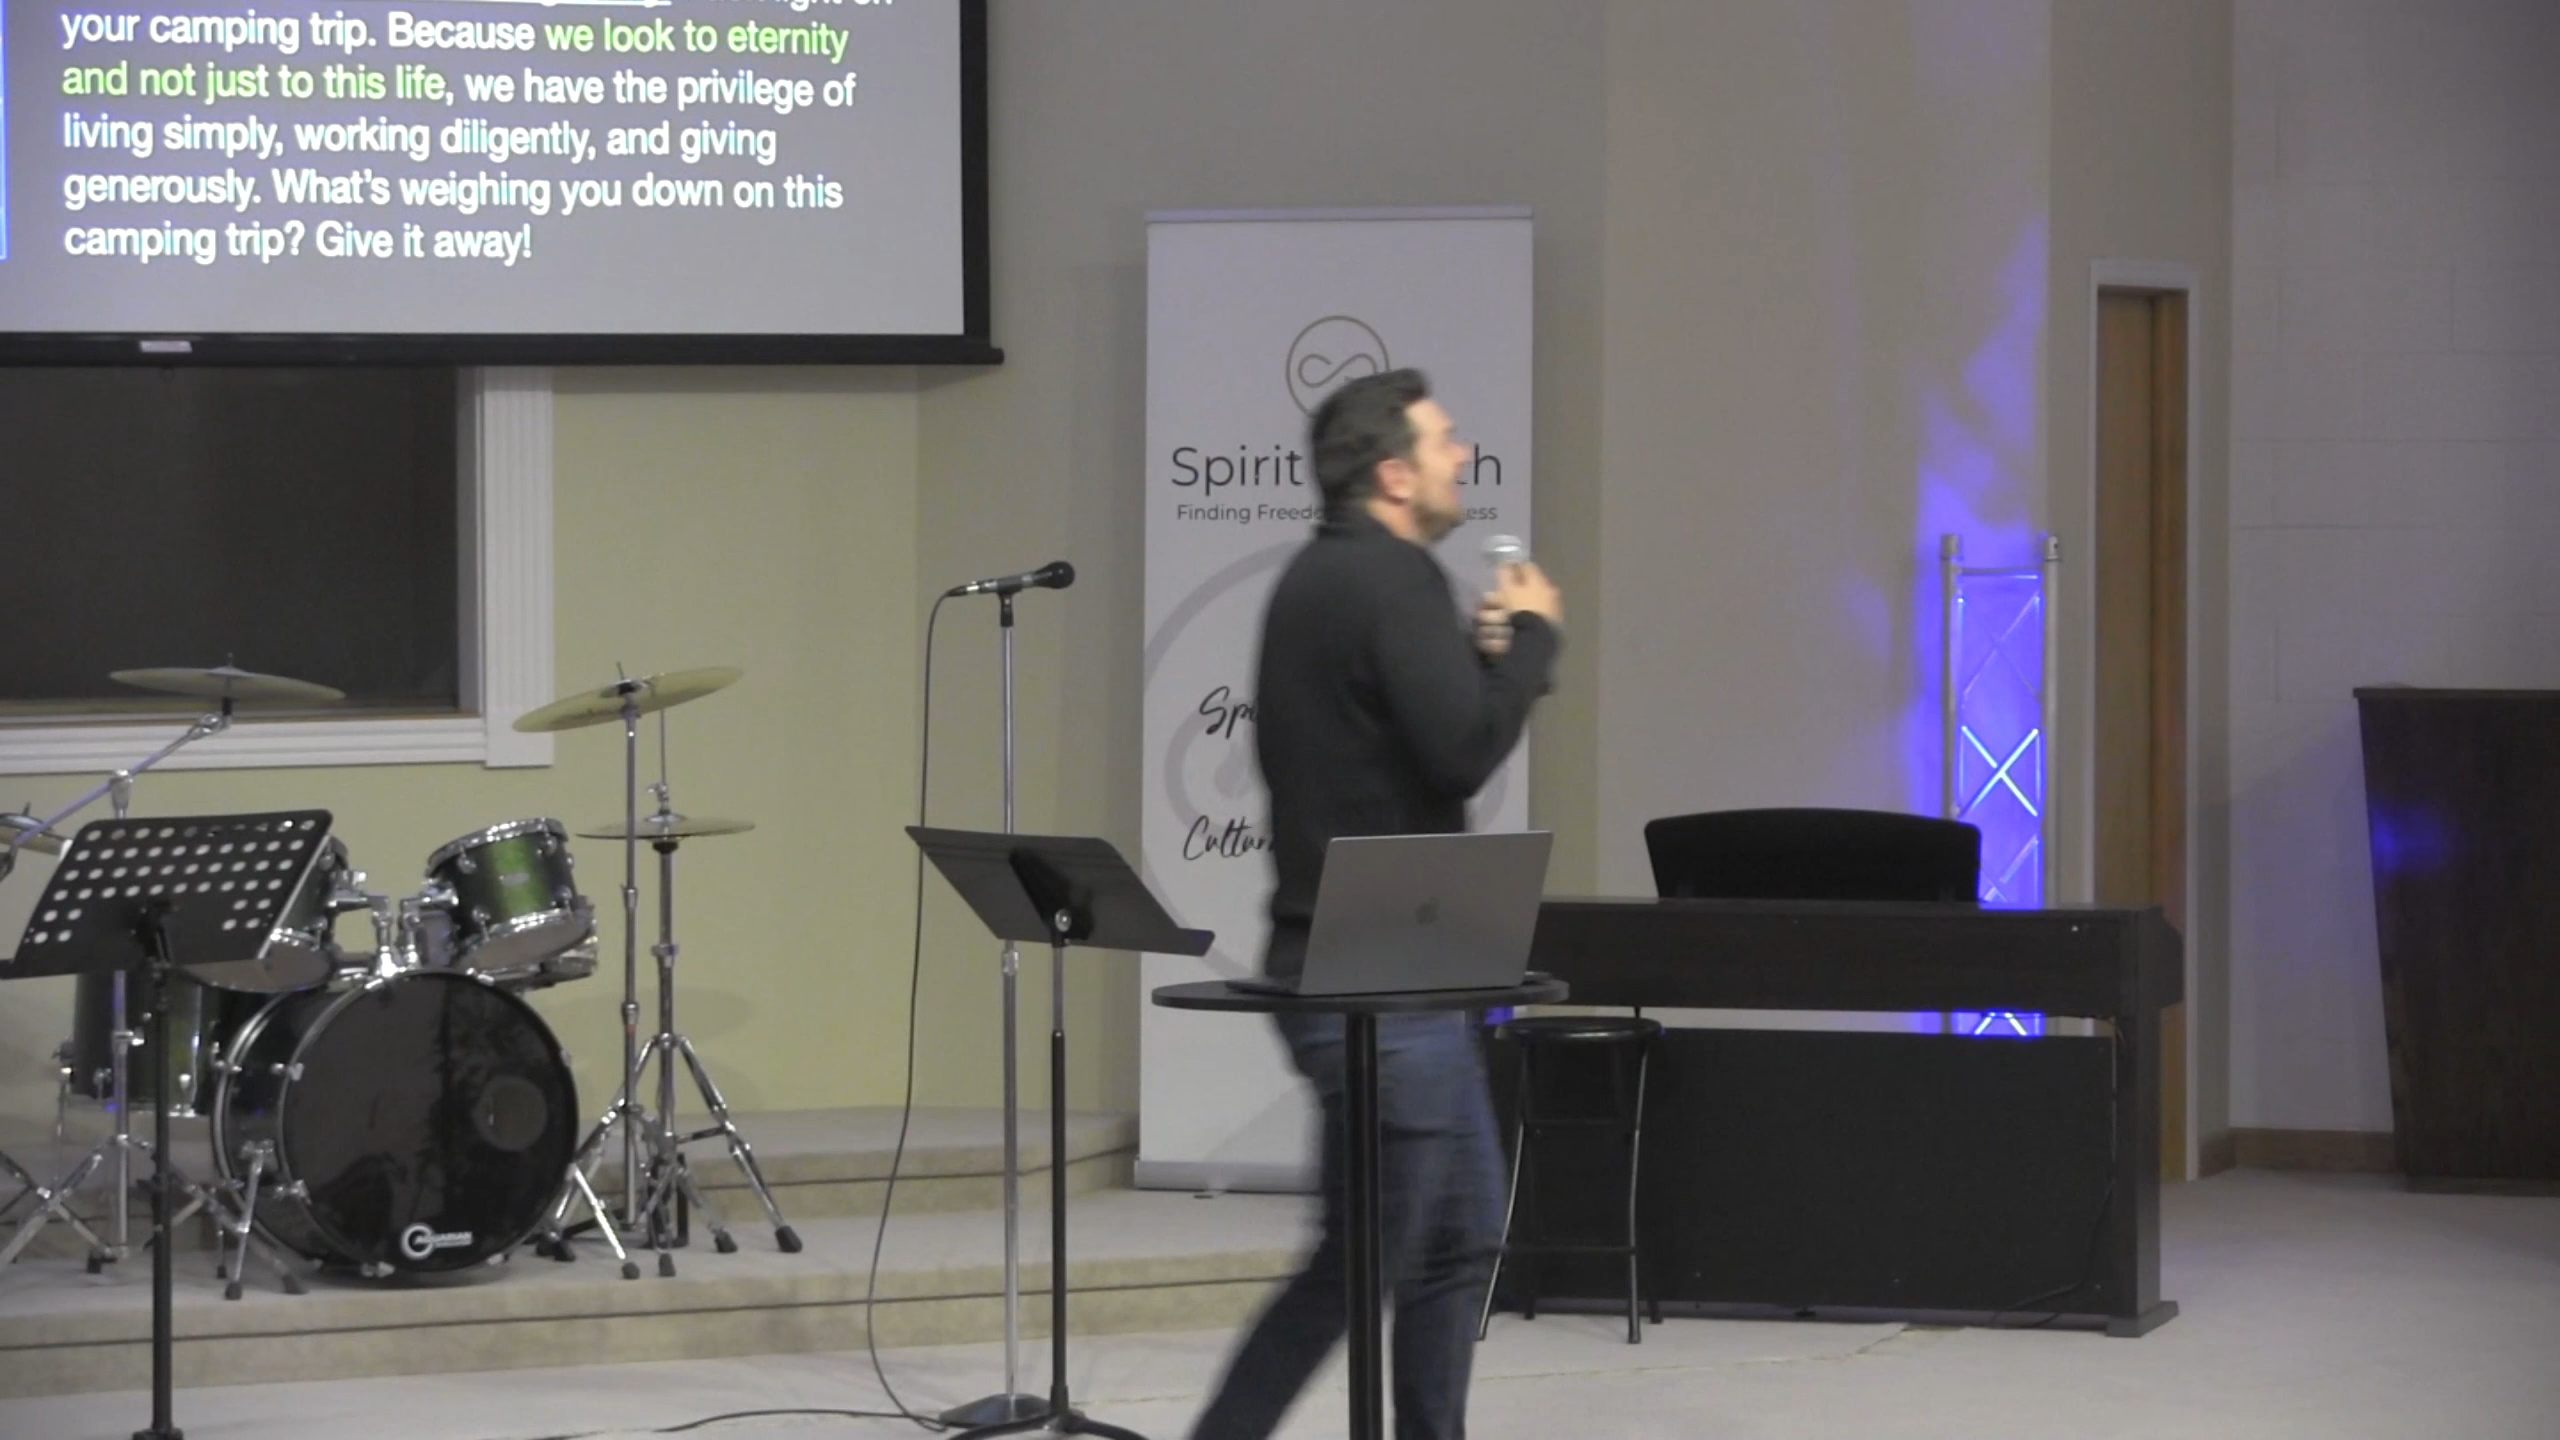 your camping trip. Because we look to eternity
and not just to this life, we have the privilege of
living simply, working diligently, and giving
generously. What's weighing you down on this
camping trip? Give it away!
Spirit
Finding
AQUARIAN